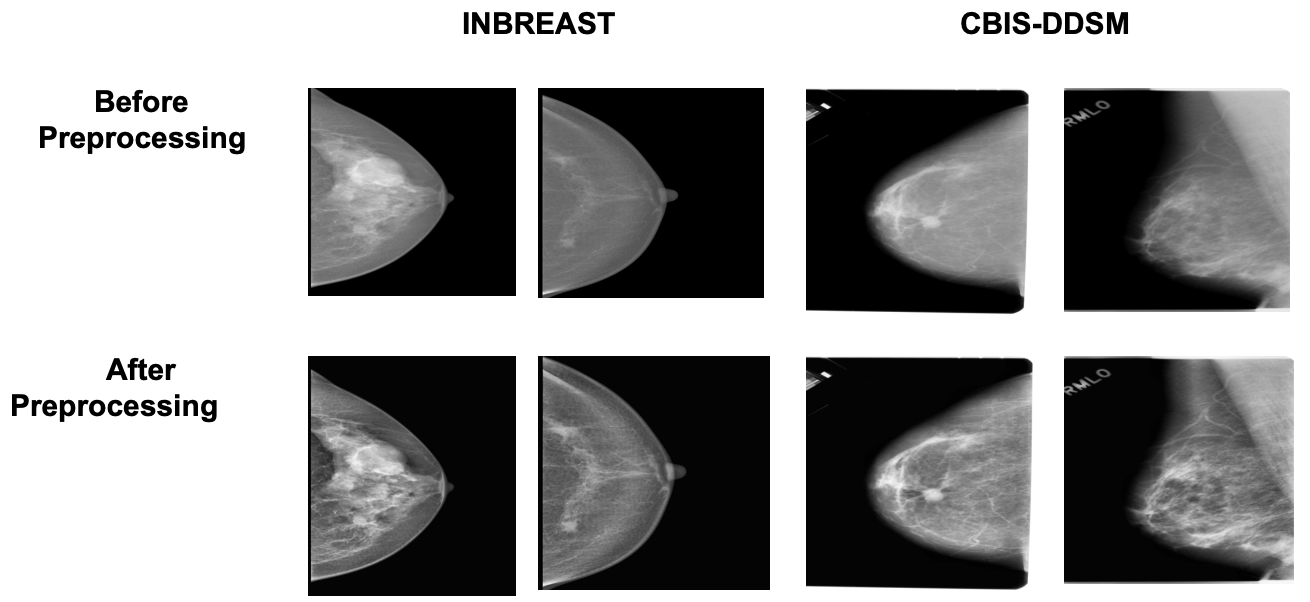 INBREAST
CBIS-DDSM
Before
Preprocessing
RMLO
After
Preprocessing
RMLO